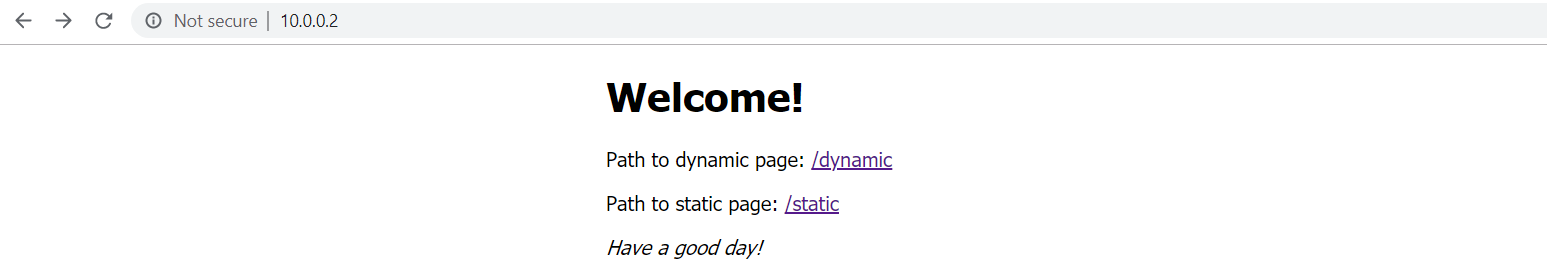 Not secure | 10.0.0.2
Welcome!
Path to dynamic page: /dynamic
Path to static page: /static
Have a good day!